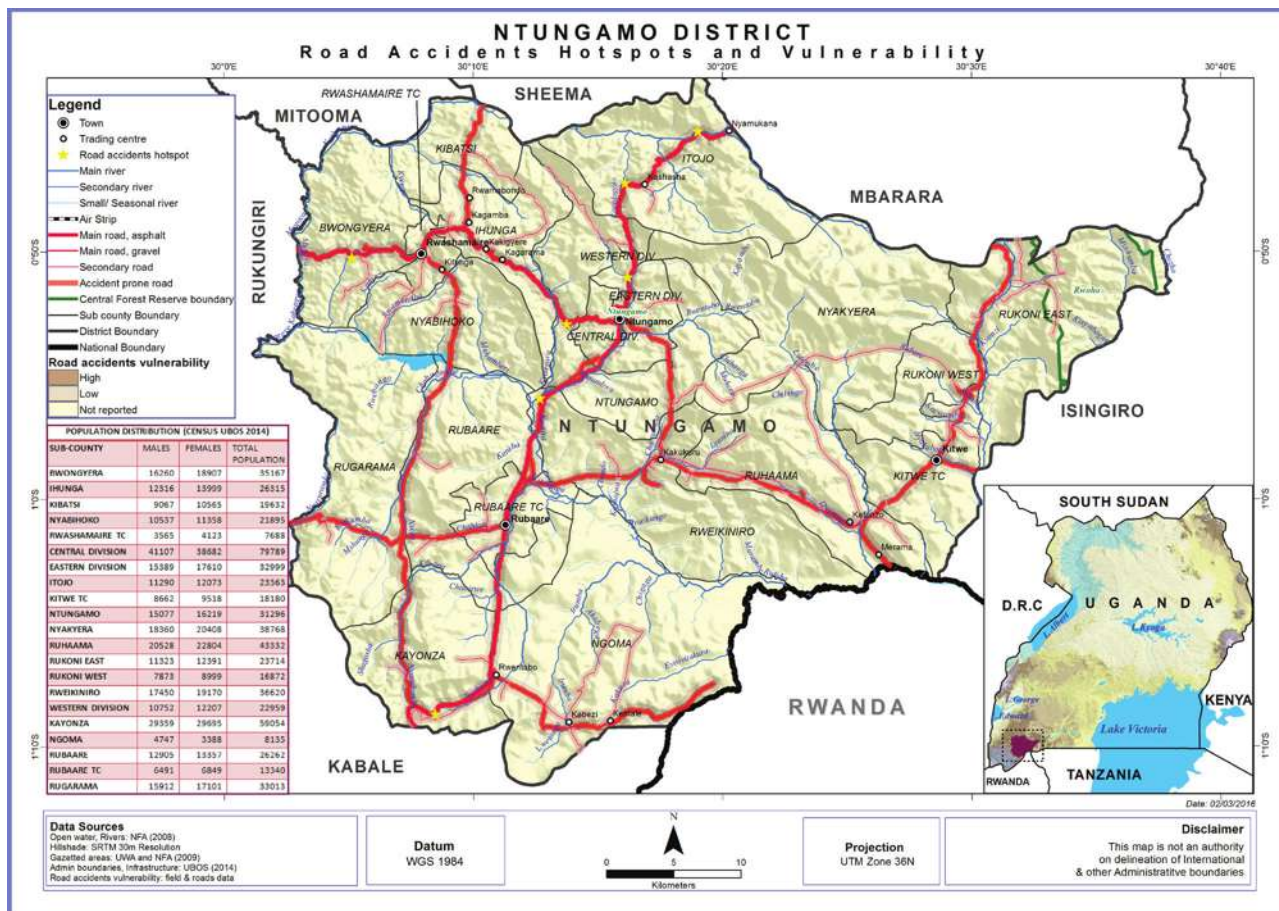 NTUNGAMO DISTRICT
Road Accidents Hotspots and Vulnerability
30°0'E
30°10'E
30°20'E
30°30'E
30°40'E
0°50'S
1°0'S
1°10'S
0°50'S
1°0'S
1°10'S
Legend
Town
Trading centre
Road accidents hotspot
Main river
Secondary river
Small/ Seasonal river
Air Strip
Main road, asphalt
Main road, gravel
Secondary road
Accident prone road
Central Forest Reserve boundary
Sub county Boundary
District Boundary
National Boundary
Road accidents vulnerability
High
Low
Not reported
POPULATION DISTRIBUTION (CENSUS UBOS 2014)
SUB-COUNTY MALES FEMALES TOTAL POPULATION
BWONGYERA 16260 18907 35167
IHUNGA 12316 13999 26315
KIBATSI 9067 10565 19632
NYABIHOKO 10537 11358 21895
RWASHAMAIRE TC 3565 4123 7688
CENTRAL DIVISION 41107 38682 79789
EASTERN DIVISION 15389 17610 32999
ITOJO 11290 12073 23363
KITWE TC 8662 9518 18180
NTUNGAMO 15077 16219 31296
NYAKYERA 18360 20408 38768
RUHAAMA 20528 22804 43332
RUKONI EAST 11323 12391 23714
RUKONI WEST 7873 8999 16872
RWEIKINIRO 17450 19170 36620
WESTERN DIVISION 10752 12207 22959
KAYONZA 29359 29695 59054
NGOMA 4747 3388 8135
RUBAARE 12905 13357 26262
RUBAARE TC 6491 6849 13340
RUGARAMA 15912 17101 33013
RWASHAMAIRE TC
MITOOMA
SHEEMA
MBARARA
RUKUNGIRI
ISINGIRO
KABALE
RWANDA
KIBATSI
Rwamabondo
Kagamba
IHUNGA
BWONGYERA
Rwashamaire
Kakigyere
Kagarama
Kitunga
NYABIHOKO
Nyamukana
ITOJO
Kashasha
WESTERN DIV.
EASTERN DIV.
Ntungamo
Ntungamo
CENTRAL DIV.
NYAKYERA
RUKONI EAST
RUKONI WEST
NTUNGAMO
NTUNGAMO
RUBAARE
RUGARAMA
Kakukuru
RUHAAMA
Kitwe
KITWE TC
RUBAARE TC
Rubaare
RWEIKINIRO
Merama
KAYONZA
NGOMA
Rwentobo
Kabezi
SOUTH SUDAN
D.R.C
UGANDA
L.Albert
L.Kyoga
L.George
L.Edward
Lake Victoria
KENYA
RWANDA
TANZANIA
Date: 02/03/2016
Data Sources
Open water, Rivers: NFA (2008)
Hillshade: SRTM 30m Resolution
Gazetted areas: UWA and NFA (2009)
Admin boundaries, Infrastructure: UBOS (2014)
Road accidents vulnerability: field & roads data
Datum
WGS 1984
N
0 5 10
Kilometers
Projection
UTM Zone 36N
Disclaimer
This map is not an authority
on delineation of International
& other Administratitve boundaries